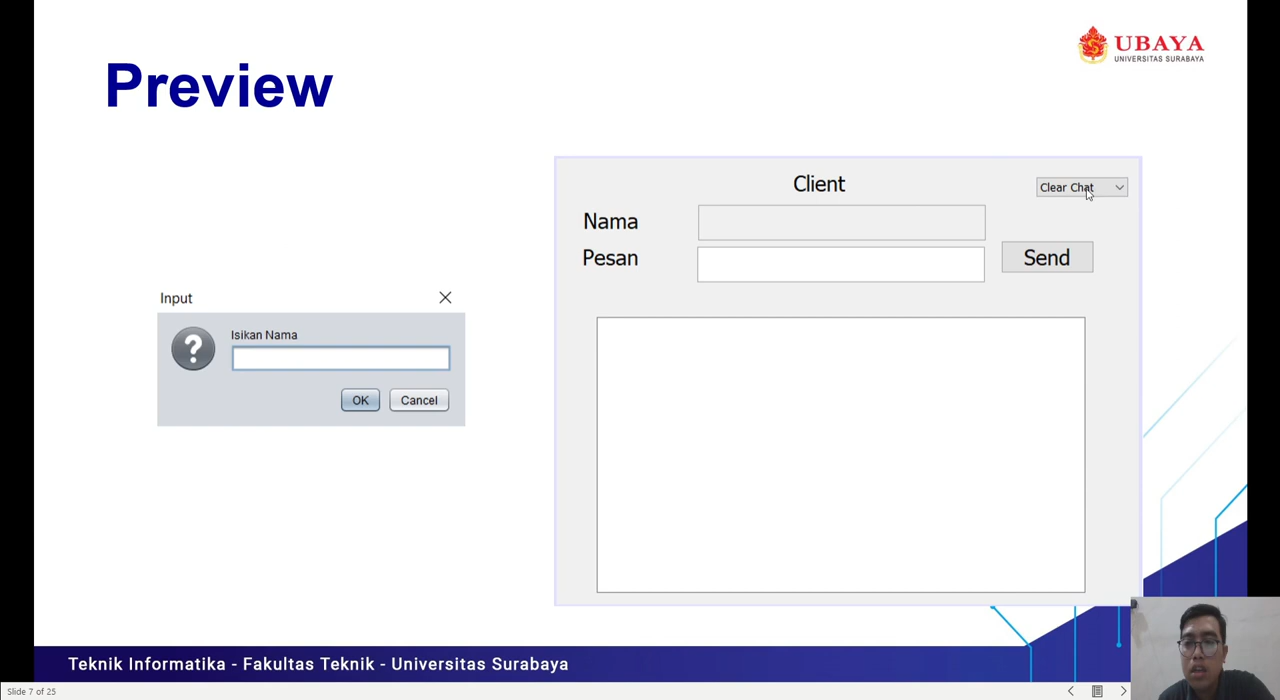 UBAYA
UNIVERSITAS SURABAYA
Preview
Client
Clear Chat
Nama
Pesan
Send
Input
Isikan Nama
?
OK
Cancel
Teknik Informatika - Fakultas Teknik - Universitas Surabaya
Slide 7 of 25